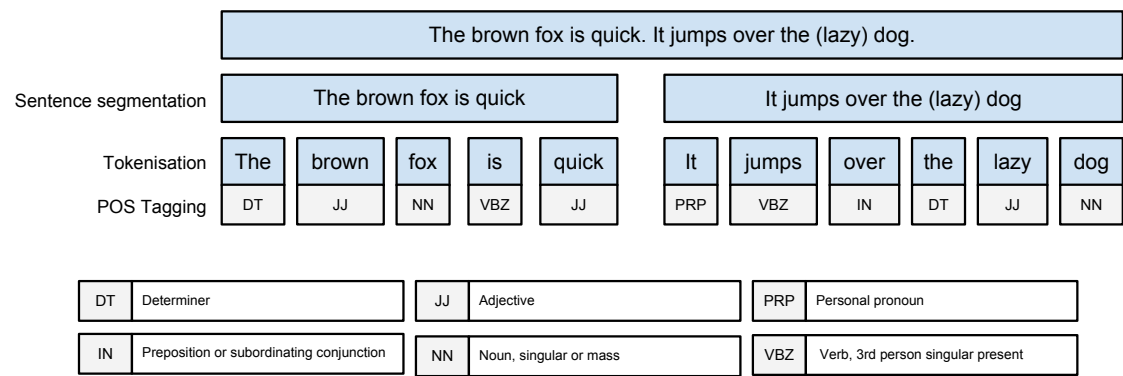 The brown fox is quick. It jumps over the (lazy) dog.
Sentence segmentation The brown fox is quick It jumps over the (lazy) dog
Tokenisation The brown fox is quick It jumps over the lazy dog
POS Tagging DT JJ NN VBZ JJ PRP VBZ IN DT JJ NN
DT Determiner JJ Adjective PRP Personal pronoun
IN Preposition or subordinating conjunction NN Noun, singular or mass VBZ Verb, 3rd person singular present